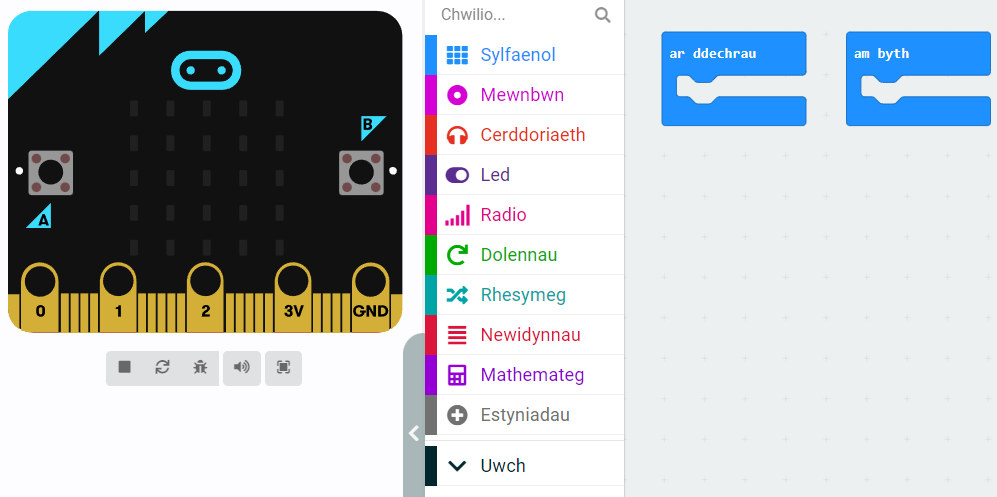 B
A
0
1
2
3V
GND
Chwilio...
Sylfaenol
Mewnbwn
Cerddoriaeth
Led
Radio
Dolennau
Rhesymeg
Newidynnau
Mathemateg
Estyniadau
Uwch
ar ddechrau
am byth